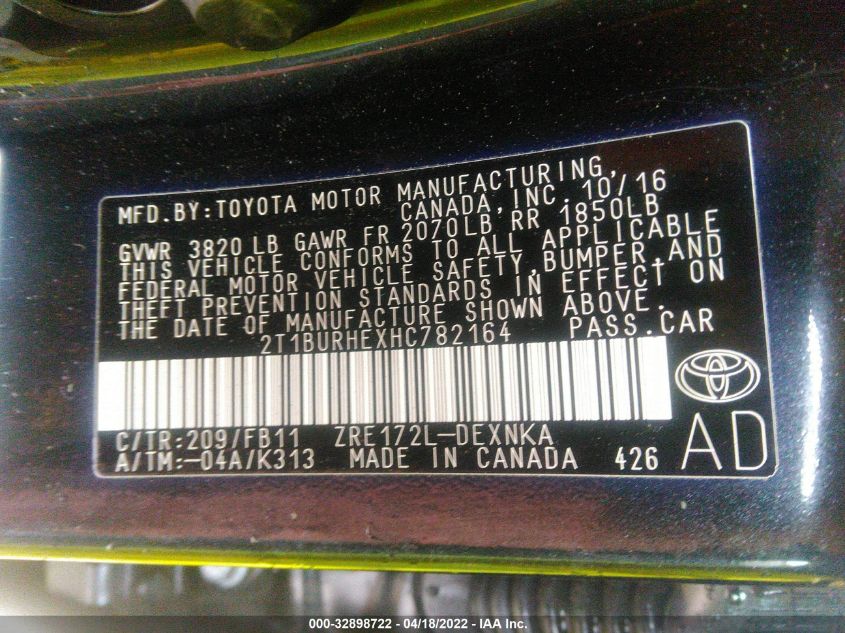 MFD.BY:TOYOTA MOTOR MANUFACTURING,
CANADA,INC. 10/16
GVWR 3820 LB GAWR FR 2070LB, RR 1850LB
THIS VEHICLE CONFORMS TO ALL APPLICABLE
FEDERAL MOTOR VEHICLE SAFETY,BUMPER,AND
THEFT PREVENTION STANDARDS IN EFFECT ON
THE DATE OF MANUFACTURE SHOWN ABOVE.
2T1BURHEXHC782164 PASS.CAR
C/TR:209/FB11 ZRE172L-DEXNKA
A/TM:-04A/K313 MADE IN CANADA 426
AD
000-32898722 - 04/18/2022 - IAA Inc.